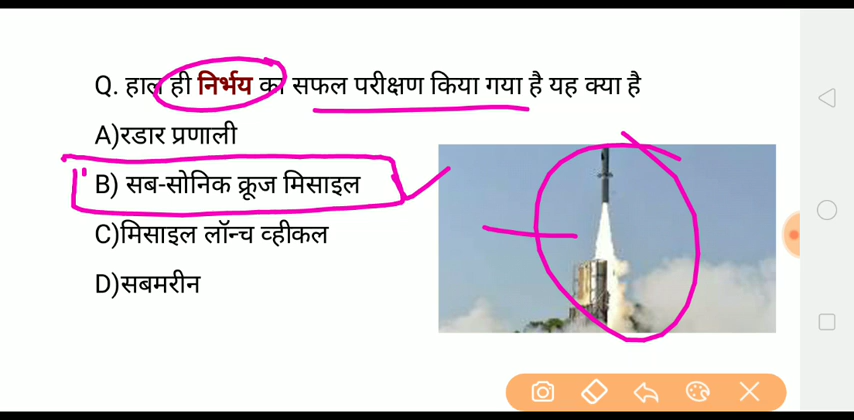 Q. हाल ही निर्भय का सफल परीक्षण किया गया है यह क्या है
A)रडार प्रणाली
B) सब-सोनिक क्रूज मिसाइल
C)मिसाइल लॉन्च व्हीकल
D)सबमरीन